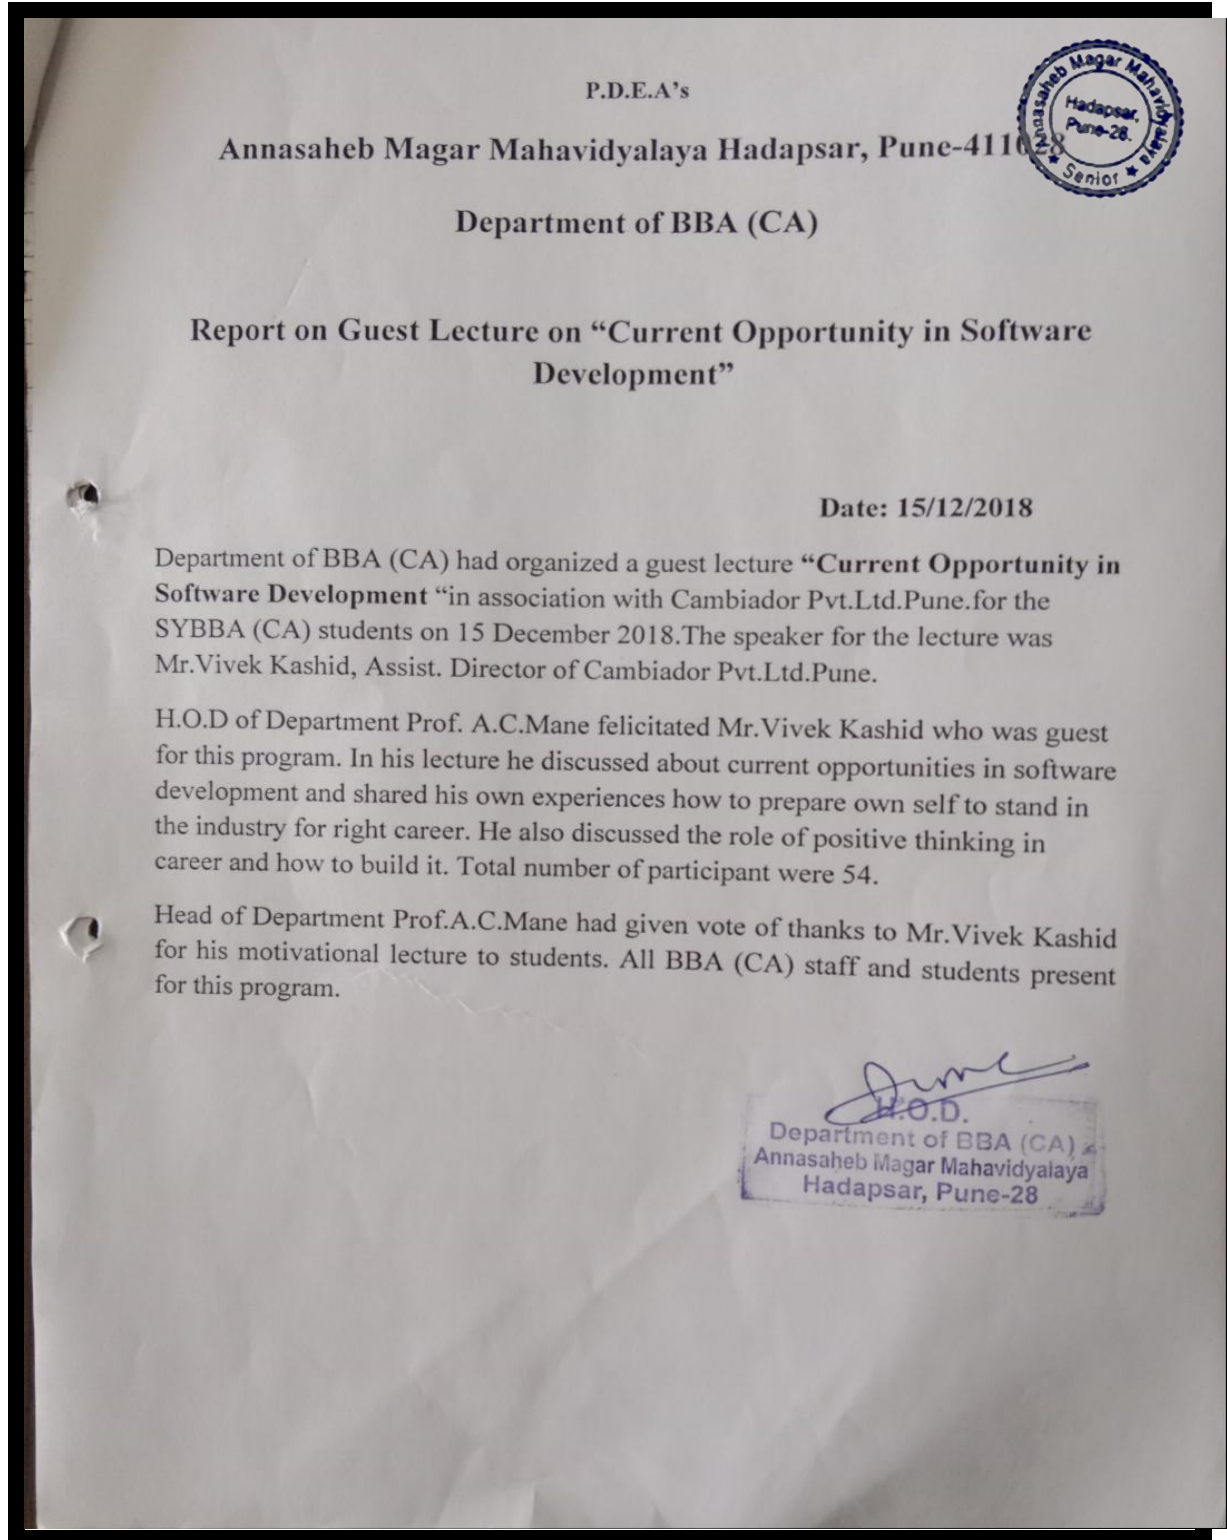 P.D.E.A’s
Annasaheb Magar Mahavidyalaya Hadapsar, Pune-411028
Annasaheb Magar Mahavidyalaya
Hadapsar,
Pune-28.
★ Senior ★
Department of BBA (CA)
Report on Guest Lecture on “Current Opportunity in Software
Development”
Date: 15/12/2018
Department of BBA (CA) had organized a guest lecture “Current Opportunity in
Software Development “in association with Cambiador Pvt.Ltd.Pune.for the
SYBBA (CA) students on 15 December 2018.The speaker for the lecture was
Mr.Vivek Kashid, Assist. Director of Cambiador Pvt.Ltd.Pune.
H.O.D of Department Prof. A.C.Mane felicitated Mr.Vivek Kashid who was guest
for this program. In his lecture he discussed about current opportunities in software
development and shared his own experiences how to prepare own self to stand in
the industry for right career. He also discussed the role of positive thinking in
career and how to build it. Total number of participant were 54.
Head of Department Prof.A.C.Mane had given vote of thanks to Mr.Vivek Kashid
for his motivational lecture to students. All BBA (CA) staff and students present
for this program.
H.O.D.
Department of BBA (CA)
Annasaheb Magar Mahavidyalaya
Hadapsar, Pune-28